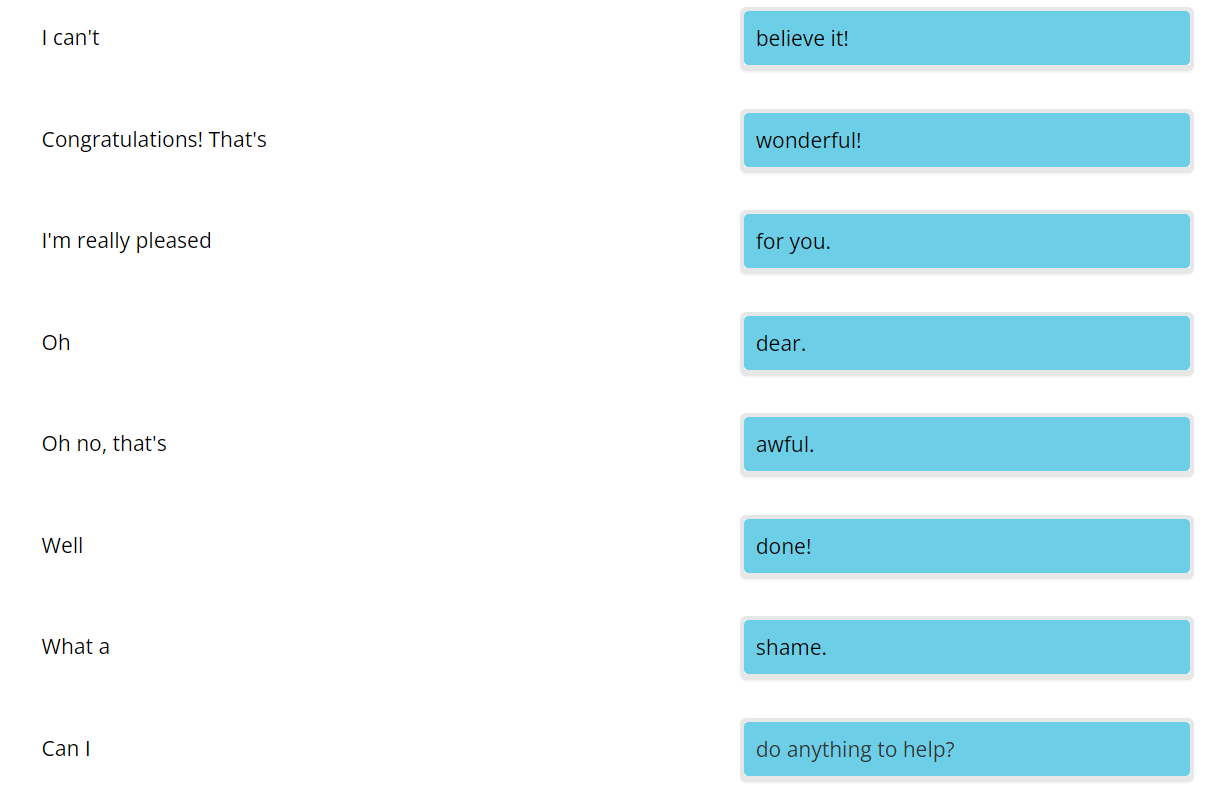 I can't believe it!
Congratulations! That's wonderful!
I'm really pleased for you.
Oh dear.
Oh no, that's awful.
Well done!
What a shame.
Can I do anything to help?